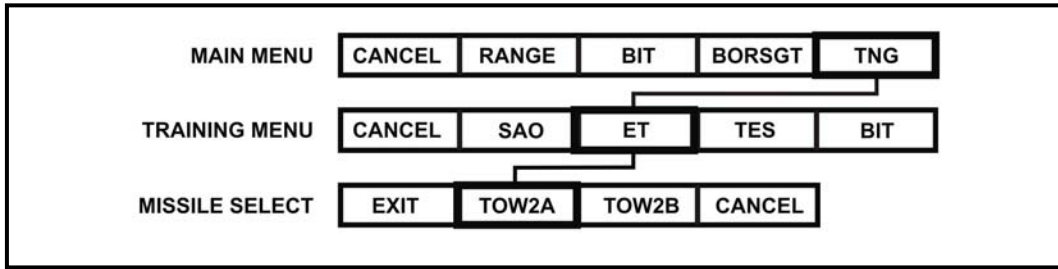 MAIN MENU CANCEL RANGE BIT BORSGT TNG
TRAINING MENU CANCEL SAO ET TES BIT
MISSILE SELECT EXIT TOW2A TOW2B CANCEL